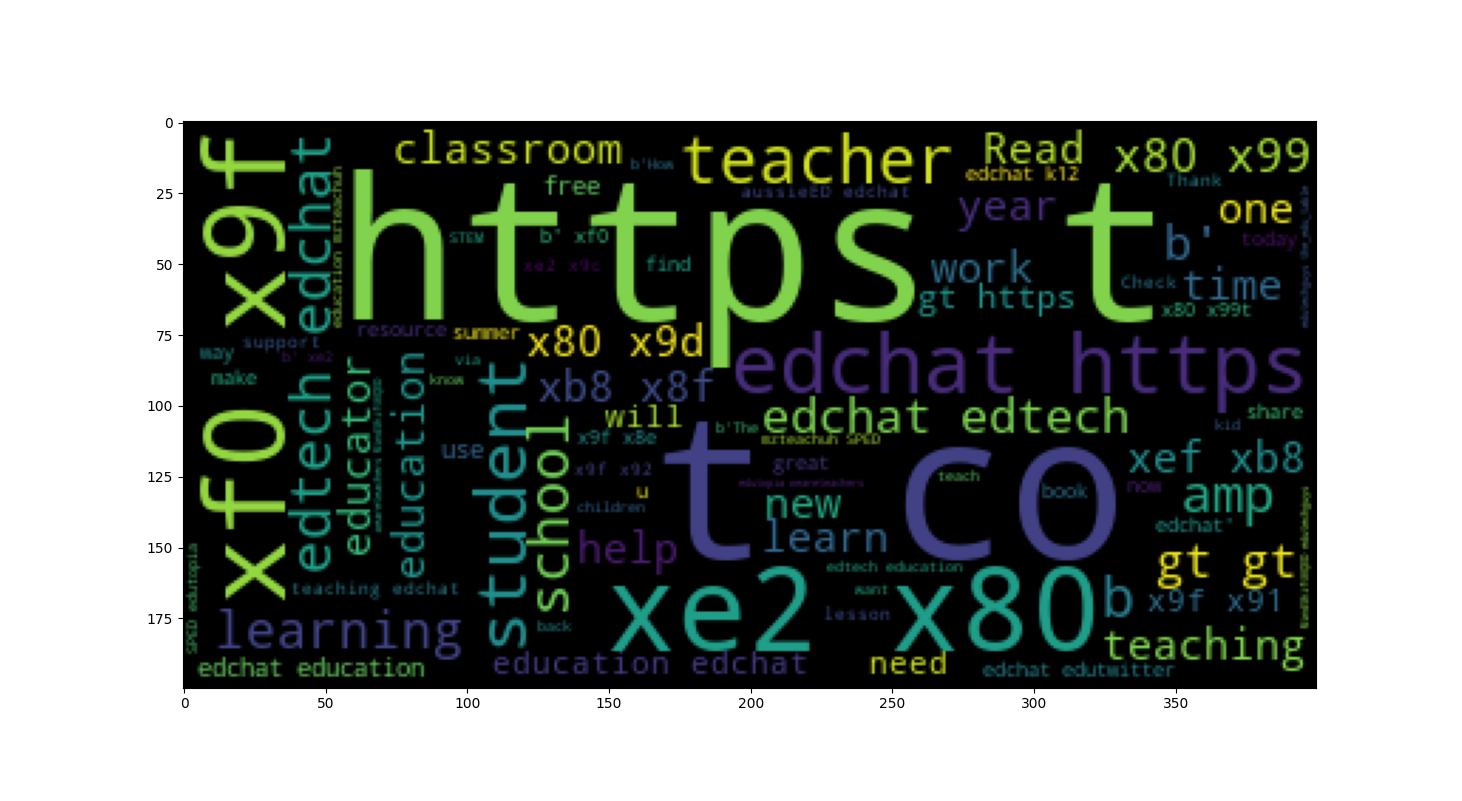 0
25
50
75
100
125
150
175
0
50
100
150
200
250
300
350
https t
t co
xf0 x9f
xe2 x80
edchat https
edtech edchat
student
school
teacher
classroom
Read
x80 x99
b'How
free
edchat k12
Thank
aussieED edchat
year
one
education mrteachuh
STEM
b' xf0
xe2 x9c
find
work
gt https
b'
today
Check
time
x80 x99t
resource
summer
x80 x9d
support
way
b' xe2
make
educator
education
via
know
xb8 x8f
will
b'The
edchat edtech
share
kid
mrteachuh SPED
x9f x8e
use
x9f x92
great
teach
xef xb8
u
children
new
book
now
amp
edchat'
learn
help
gt gt
edtech education
want
lesson
b
x9f x91
teaching edchat
SPED edutopia
learning
back
teaching
edchat education
education edchat
need
edchat edutwitter